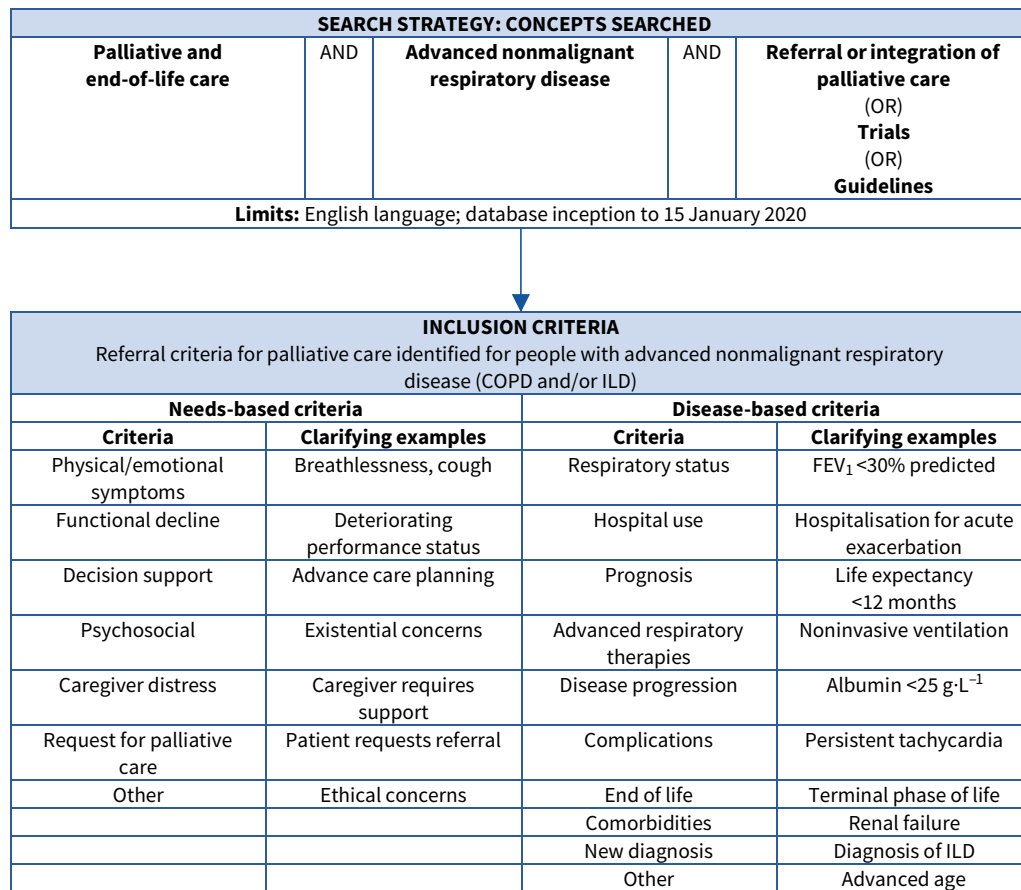 SEARCH STRATEGY: CONCEPTS SEARCHED
Palliative and
end-of-life care
AND
Advanced nonmalignant
respiratory disease
AND
Referral or integration of
palliative care
(OR)
Trials
(OR)
Guidelines
Limits: English language; database inception to 15 January 2020
INCLUSION CRITERIA
Referral criteria for palliative care identified for people with advanced nonmalignant respiratory
disease (COPD and/or ILD)
Needs-based criteria
Disease-based criteria
Criteria
Clarifying examples
Criteria
Clarifying examples
Physical/emotional
symptoms
Breathlessness, cough
Respiratory status
FEV₁ <30% predicted
Functional decline
Deteriorating
performance status
Hospital use
Hospitalisation for acute
exacerbation
Decision support
Advance care planning
Prognosis
Life expectancy
<12 months
Psychosocial
Existential concerns
Advanced respiratory
therapies
Noninvasive ventilation
Caregiver distress
Caregiver requires
support
Disease progression
Albumin <25 g·L⁻¹
Request for palliative
care
Patient requests referral
Complications
Persistent tachycardia
Other
Ethical concerns
End of life
Terminal phase of life
Comorbidities
Renal failure
New diagnosis
Diagnosis of ILD
Other
Advanced age